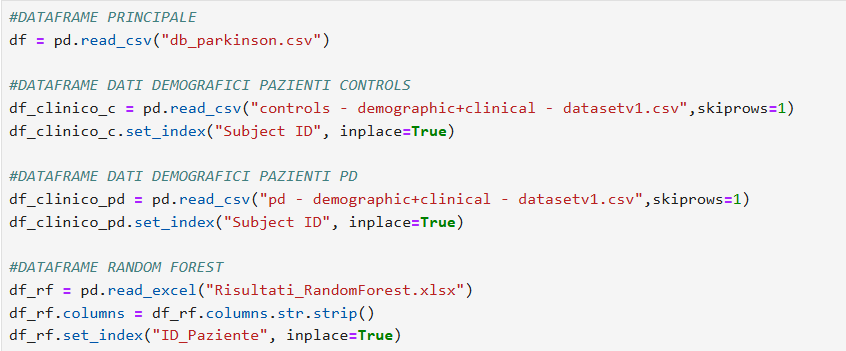 #DATAFRAME PRINCIPALE
df = pd.read_csv("db_parkinson.csv")
#DATAFRAME DATI DEMOGRAFICI PAZIENTI CONTROLS
df_clinico_c = pd.read_csv("controls - demographic+clinical - datasetv1.csv",skiprows=1)
df_clinico_c.set_index("Subject ID", inplace=True)
#DATAFRAME DATI DEMOGRAFICI PAZIENTI PD
df_clinico_pd = pd.read_csv("pd - demographic+clinical - datasetv1.csv",skiprows=1)
df_clinico_pd.set_index("Subject ID", inplace=True)
#DATAFRAME RANDOM FOREST
df_rf = pd.read_excel("Risultati_RandomForest.xlsx")
df_rf.columns = df_rf.columns.str.strip()
df_rf.set_index("ID_Paziente", inplace=True)